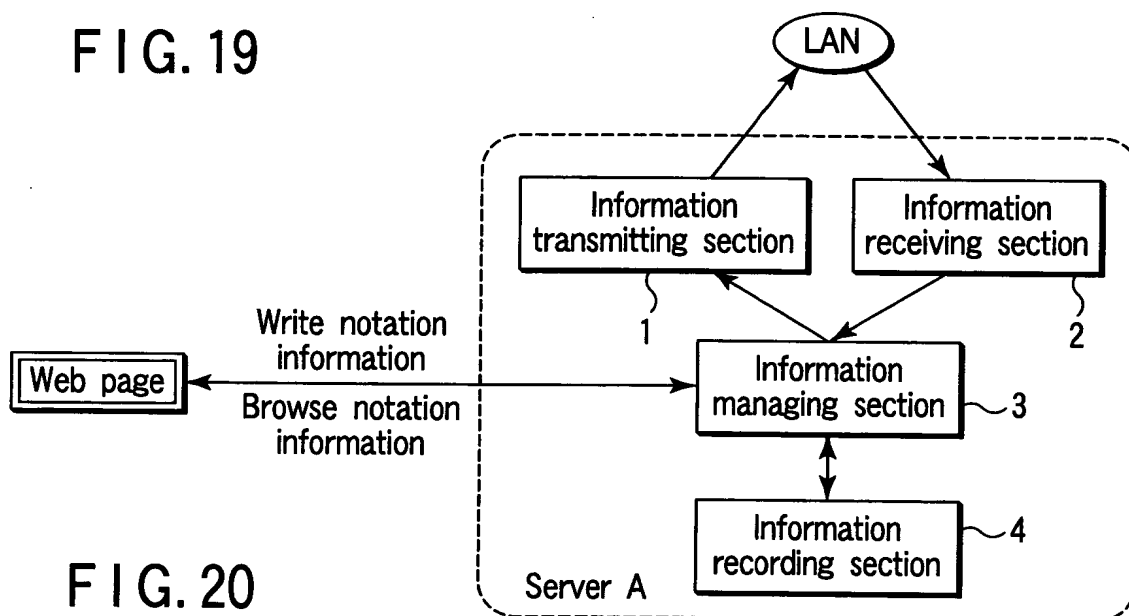 FIG. 19
LAN
Information
transmitting section
Information
receiving section
1
2
Write notation
information
Web page
Browse notation
information
Information
managing section
3
Information
recording section
4
Server A
FIG. 20